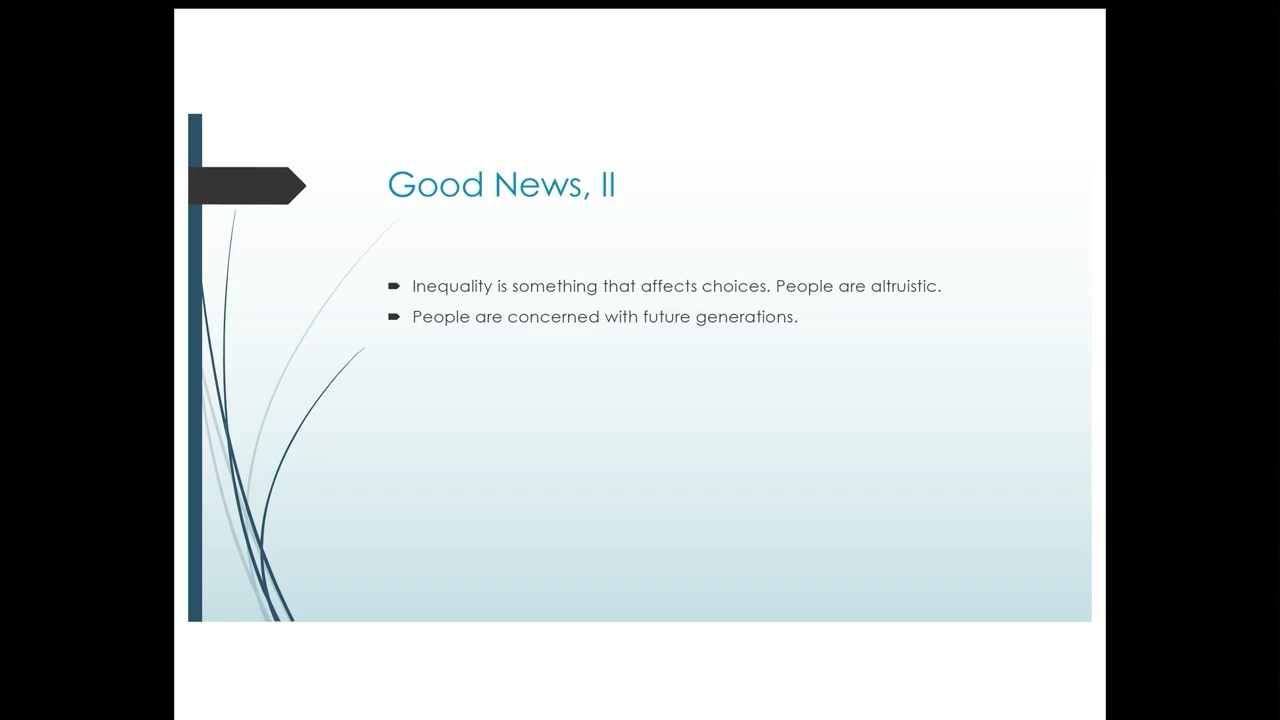 Good News, II
Inequality is something that affects choices. People are altruistic.
People are concerned with future generations.